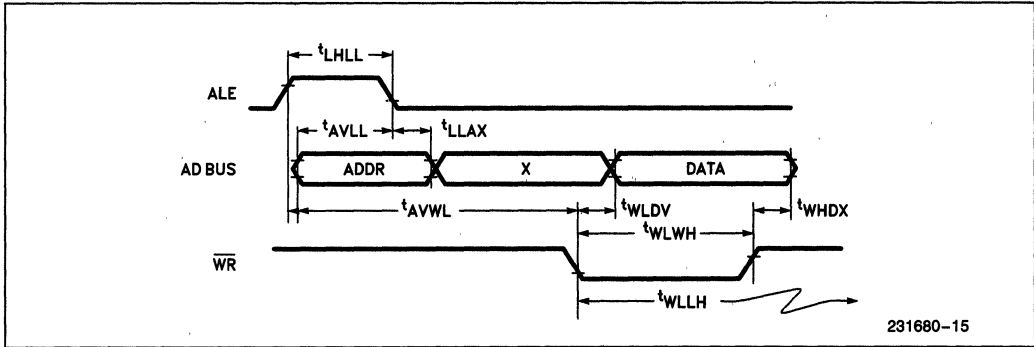 tLHLL
ALE
tAVLL tLLAX
AD BUS ADDR X DATA
tAVWL tWLDV tWHDX
tWLWH
WR
tWLLH
231680-15